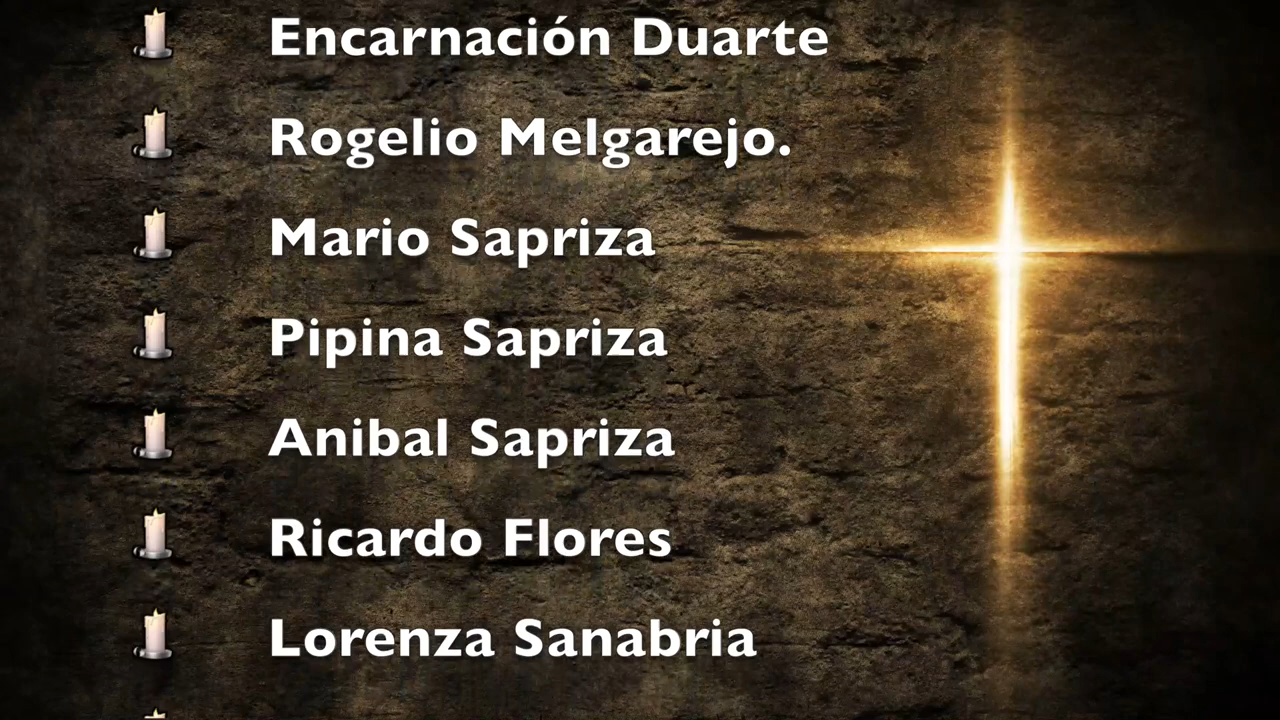 Encarnación Duarte
Rogelio Melgarejo.
Mario Sapriza
Pipina Sapriza
Anibal Sapriza
Ricardo Flores
Lorenza Sanabria